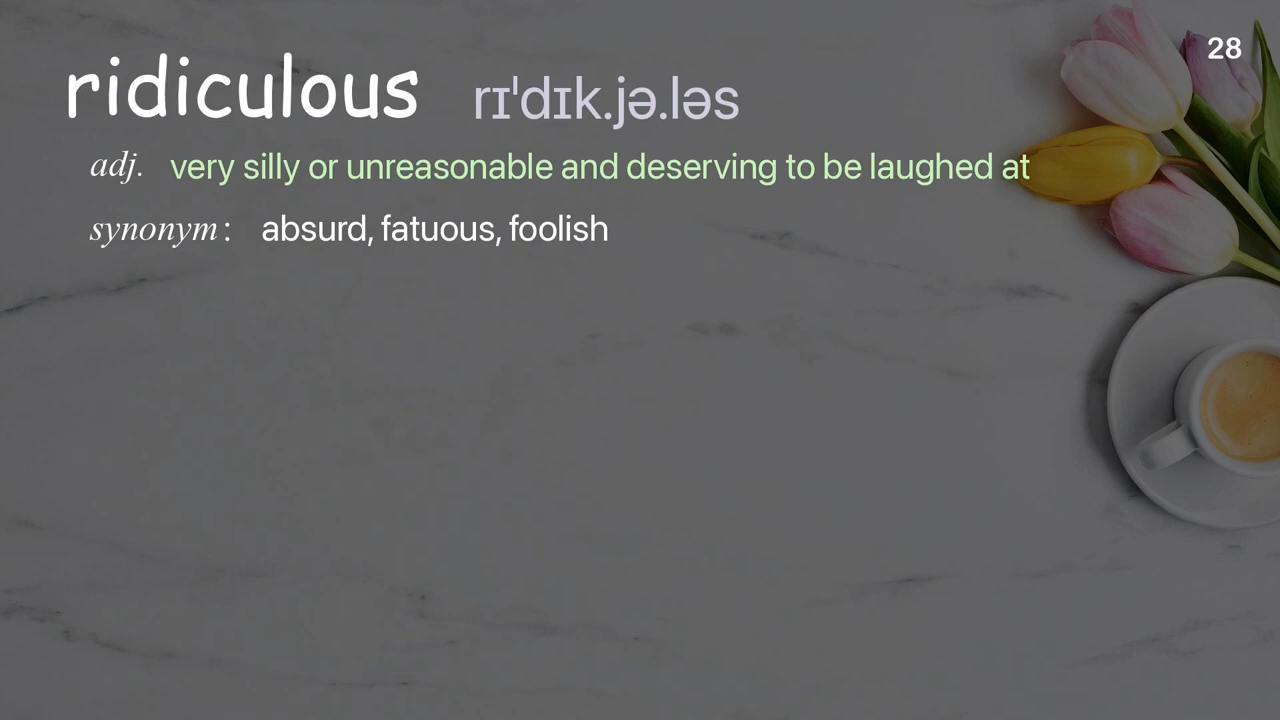 28
ridiculous rɪˈdɪk.jə.ləs
adj. very silly or unreasonable and deserving to be laughed at
synonym : absurd, fatuous, foolish